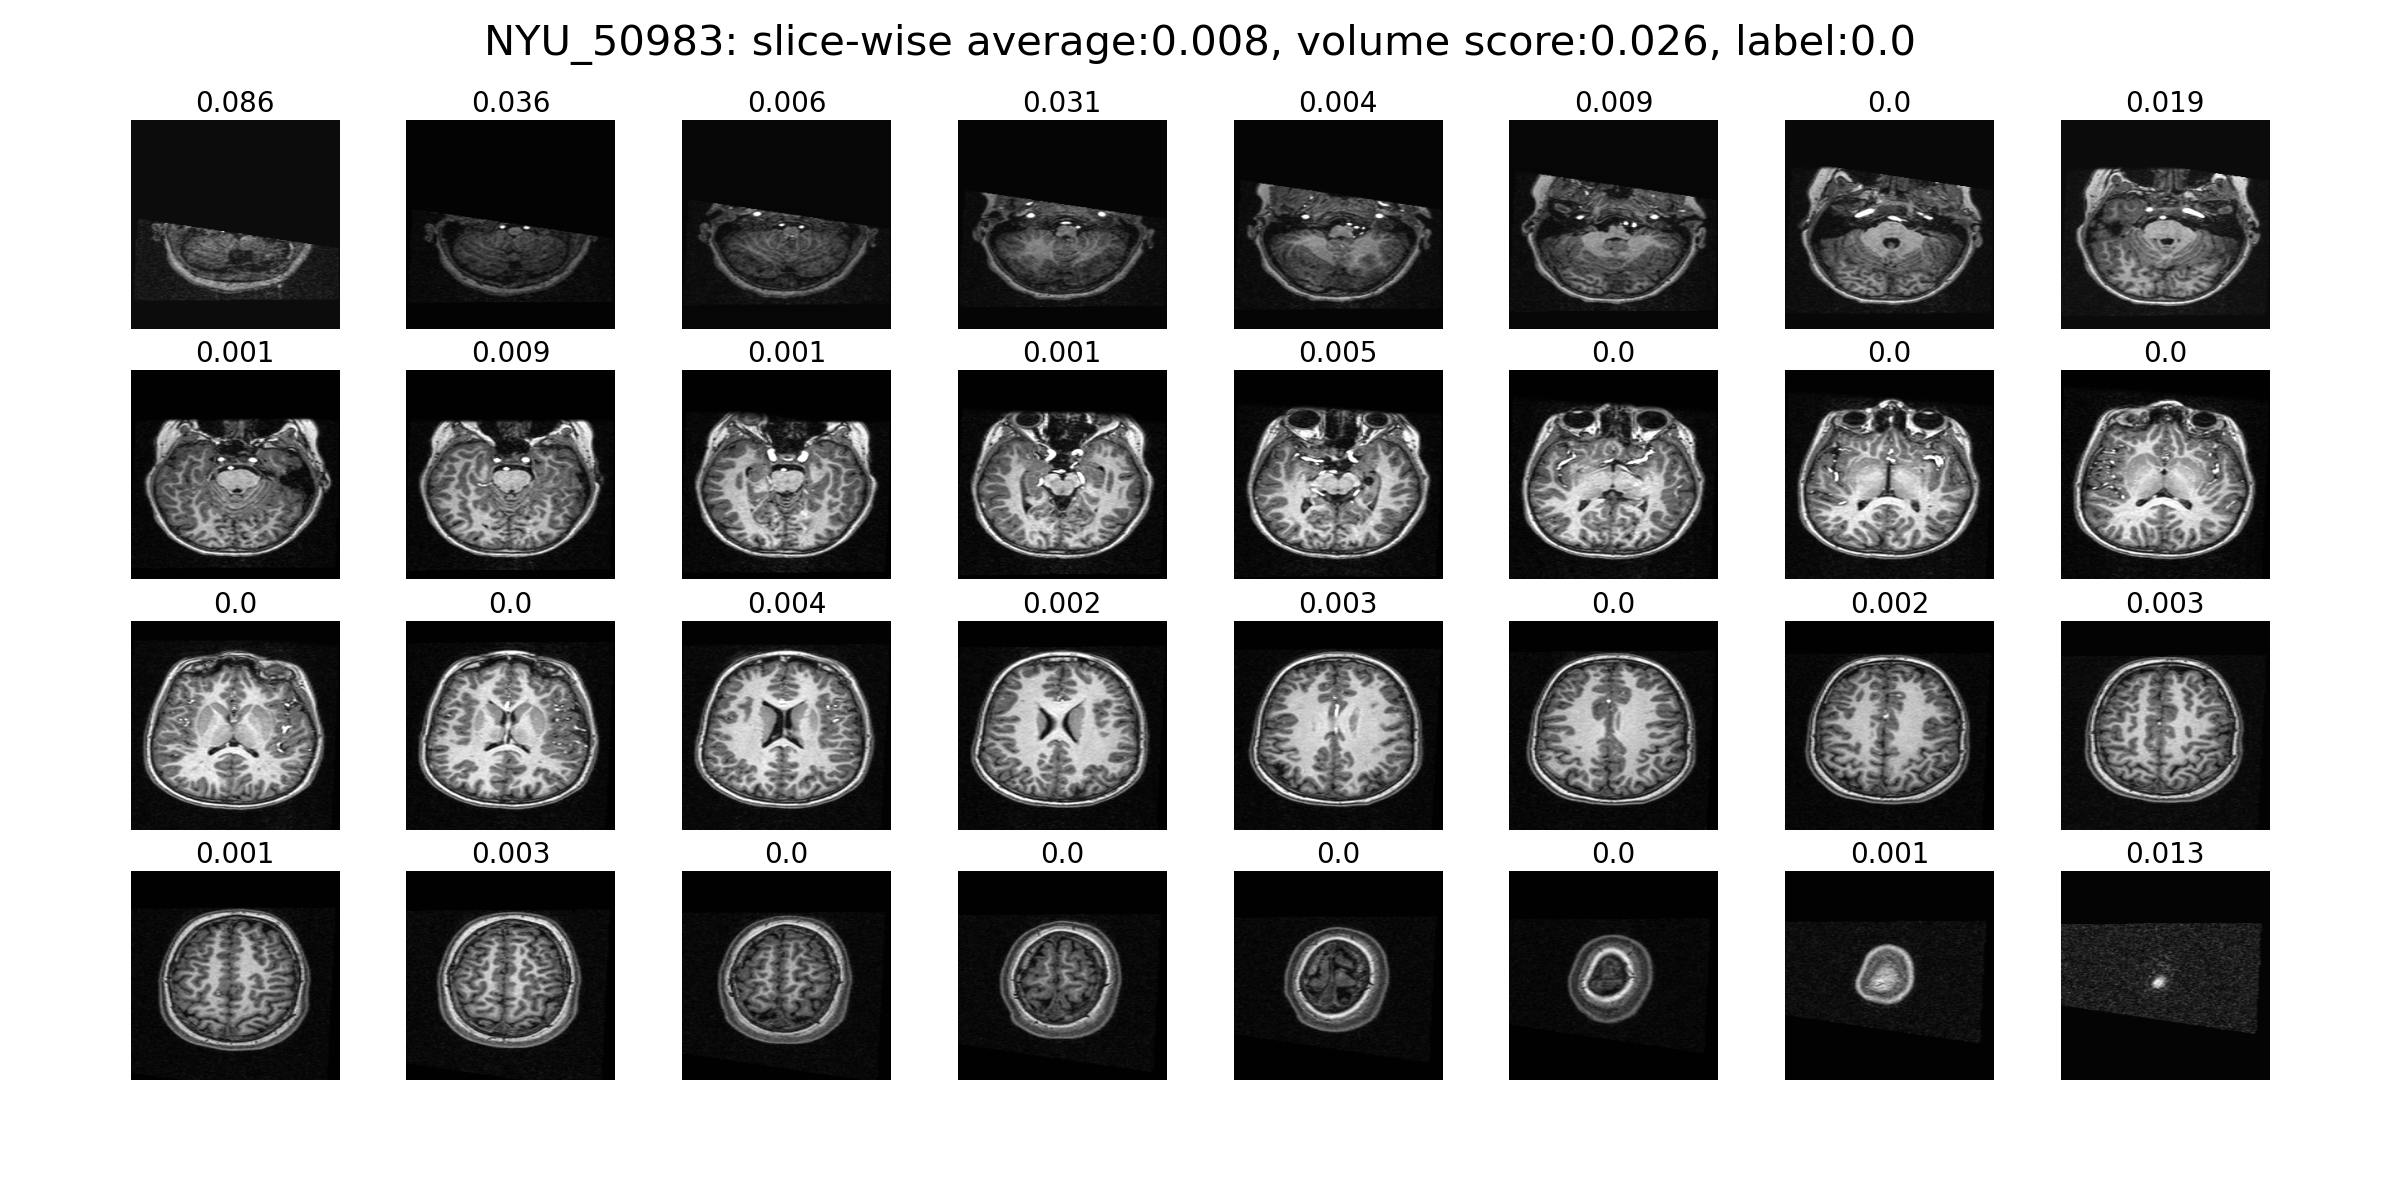 NYU_50983: slice-wise average:0.008, volume score:0.026, label:0.0
0.086 0.036 0.006 0.031 0.004 0.009 0.0 0.019
0.001 0.009 0.001 0.001 0.005 0.0 0.0 0.0
0.0 0.0 0.004 0.002 0.003 0.0 0.002 0.003
0.001 0.003 0.0 0.0 0.0 0.0 0.001 0.013